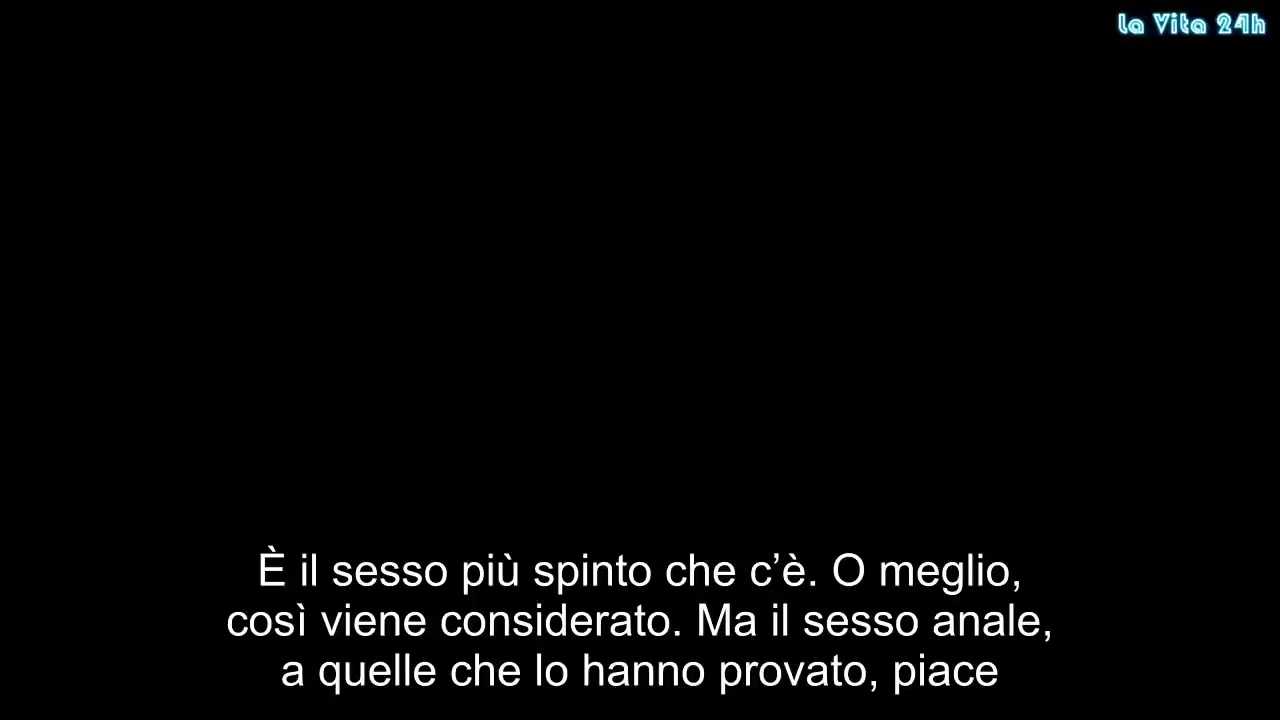 la Vita 24h
È il sesso più spinto che c’è. O meglio,
così viene considerato. Ma il sesso anale,
a quelle che lo hanno provato, piace